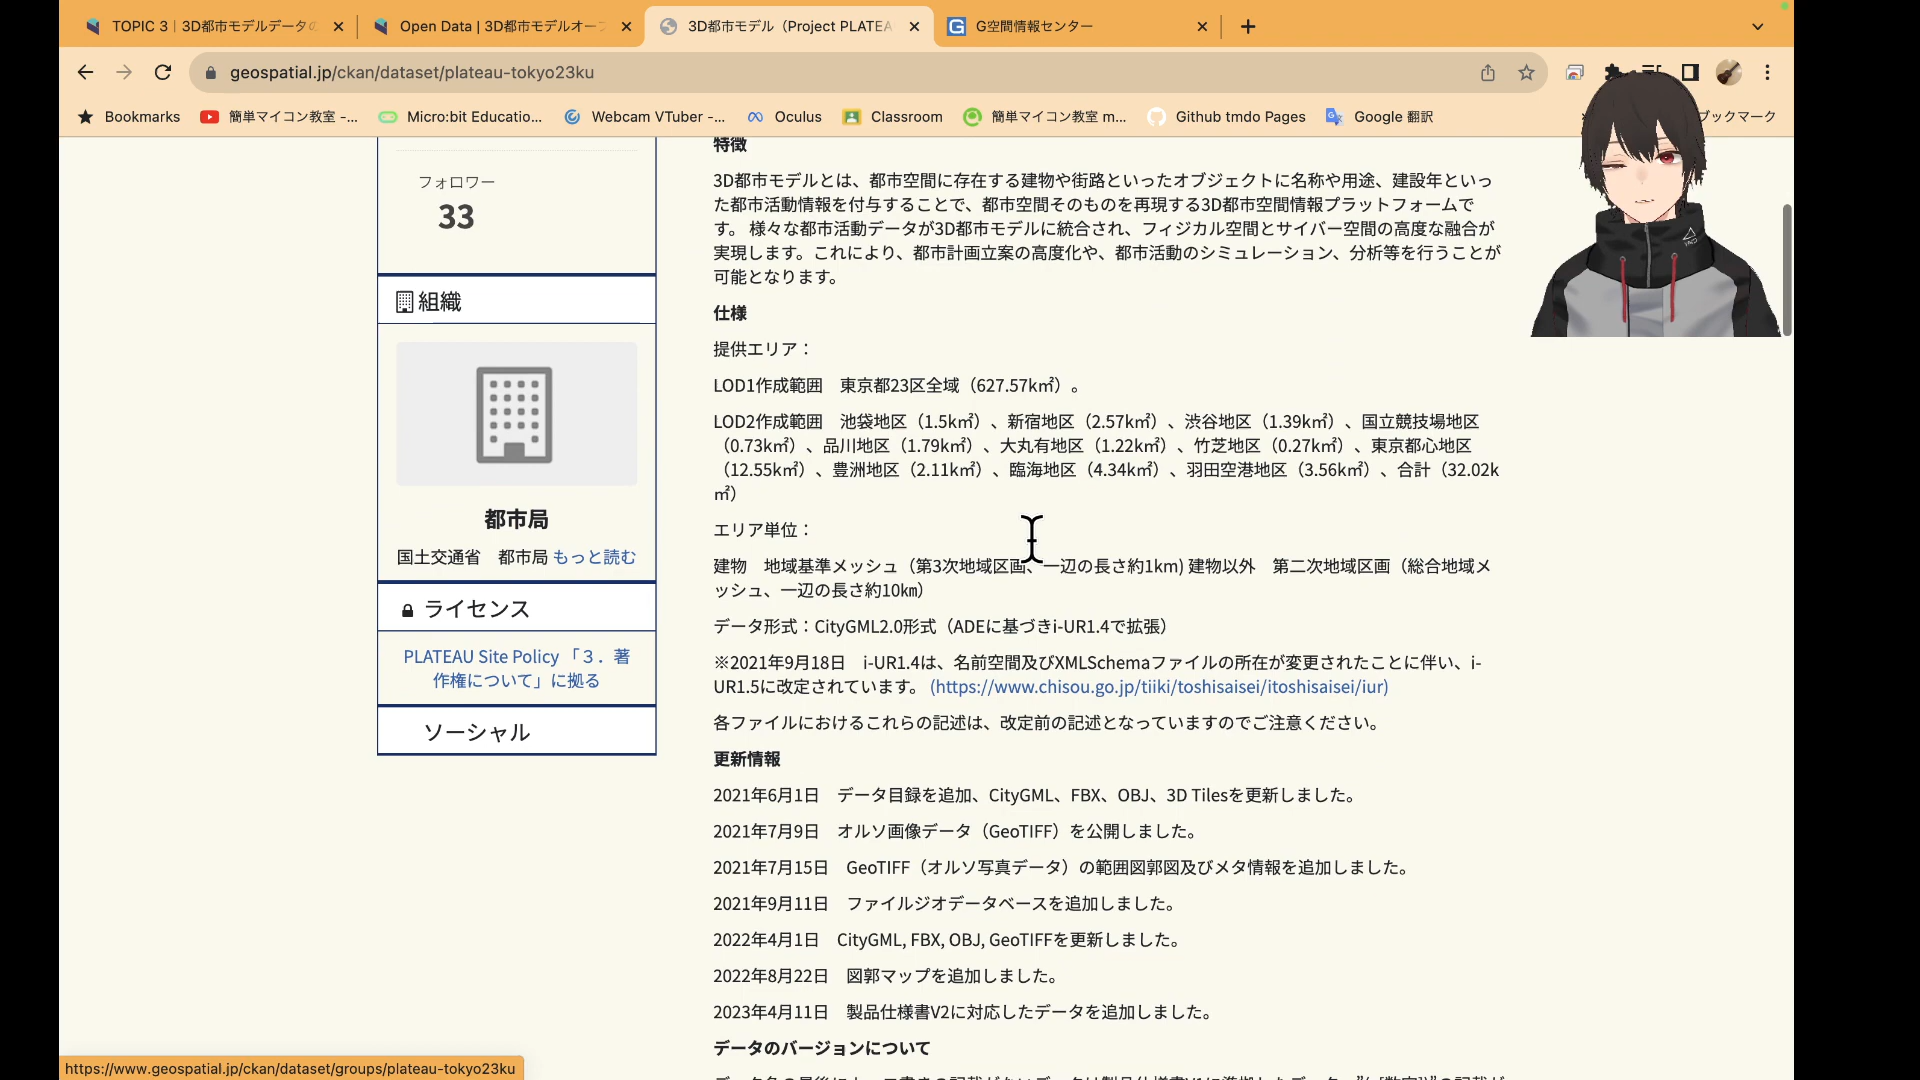 TOPIC 3 | 3D都市モデルデータの
Open Data | 3D都市モデルオープ
3D都市モデル（Project PLATEA
G空間情報センター
geospatial.jp/ckan/dataset/plateau-tokyo23ku
Bookmarks
簡単マイコン教室 -...
Micro:bit Educatio...
Webcam VTuber -...
Oculus
Classroom
簡単マイコン教室 m...
Github tmdo Pages
Google 翻訳
ブックマーク
フォロワー
33
組織
都市局
国土交通省　都市局 もっと読む
ライセンス
PLATEAU Site Policy 「３．著
作権について」に拠る
ソーシャル
特徴
3D都市モデルとは、都市空間に存在する建物や街路といったオブジェクトに名称や用途、建設年といっ
た都市活動情報を付与することで、都市空間そのものを再現する3D都市空間情報プラットフォームで
す。 様々な都市活動データが3D都市モデルに統合され、フィジカル空間とサイバー空間の高度な融合が
実現します。これにより、都市計画立案の高度化や、都市活動のシミュレーション、分析等を行うことが
可能となります。
仕様
提供エリア：
LOD1作成範囲　東京都23区全域（627.57k㎡）。
LOD2作成範囲　池袋地区（1.5k㎡）、新宿地区（2.57k㎡）、渋谷地区（1.39k㎡）、国立競技場地区
（0.73k㎡）、品川地区（1.79k㎡）、大丸有地区（1.22k㎡）、竹芝地区（0.27k㎡）、東京都心地区
（12.55k㎡）、豊洲地区（2.11k㎡）、臨海地区（4.34k㎡）、羽田空港地区（3.56k㎡）、合計（32.02k
㎡）
エリア単位：
建物　地域基準メッシュ（第3次地域区画、一辺の長さ約1km) 建物以外　第二次地域区画（総合地域メ
ッシュ、一辺の長さ約10㎞）
データ形式：CityGML2.0形式（ADEに基づきi-UR1.4で拡張）
※2021年9月18日　i-UR1.4は、名前空間及びXMLSchemaファイルの所在が変更されたことに伴い、i-
UR1.5に改定されています。 (https://www.chisou.go.jp/tiiki/toshisaisei/itoshisaisei/iur)
各ファイルにおけるこれらの記述は、改定前の記述となっていますのでご注意ください。
更新情報
2021年6月1日　データ目録を追加、CityGML、FBX、OBJ、3D Tilesを更新しました。
2021年7月9日　オルソ画像データ（GeoTIFF）を公開しました。
2021年7月15日　GeoTIFF（オルソ写真データ）の範囲図郭図及びメタ情報を追加しました。
2021年9月11日　ファイルジオデータベースを追加しました。
2022年4月1日　CityGML, FBX, OBJ, GeoTIFFを更新しました。
2022年8月22日　図郭マップを追加しました。
2023年4月11日　製品仕様書V2に対応したデータを追加しました。
データのバージョンについて
https://www.geospatial.jp/ckan/dataset/groups/plateau-tokyo23ku